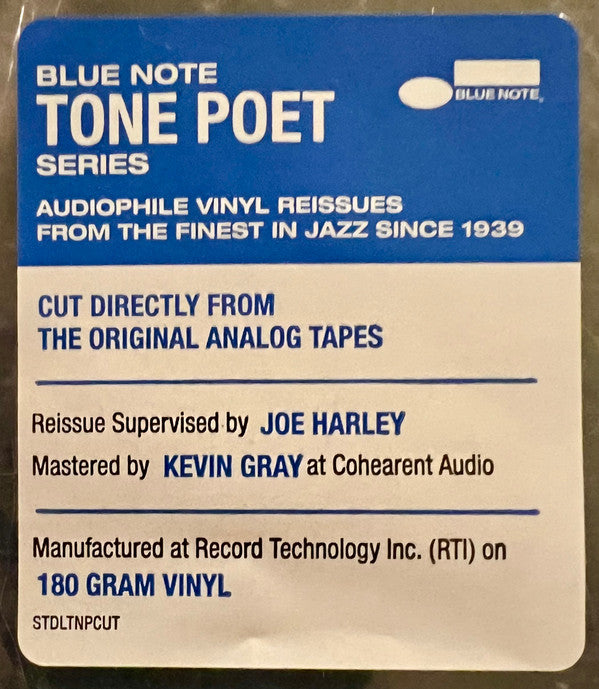 BLUE NOTE
TONE POET
SERIES
BLUE NOTE®
AUDIOPHILE VINYL REISSUES
FROM THE FINEST IN JAZZ SINCE 1939
CUT DIRECTLY FROM
THE ORIGINAL ANALOG TAPES
Reissue Supervised by JOE HARLEY
Mastered by KEVIN GRAY at Cohearent Audio
Manufactured at Record Technology Inc. (RTI) on
180 GRAM VINYL
STDLTNPCUT